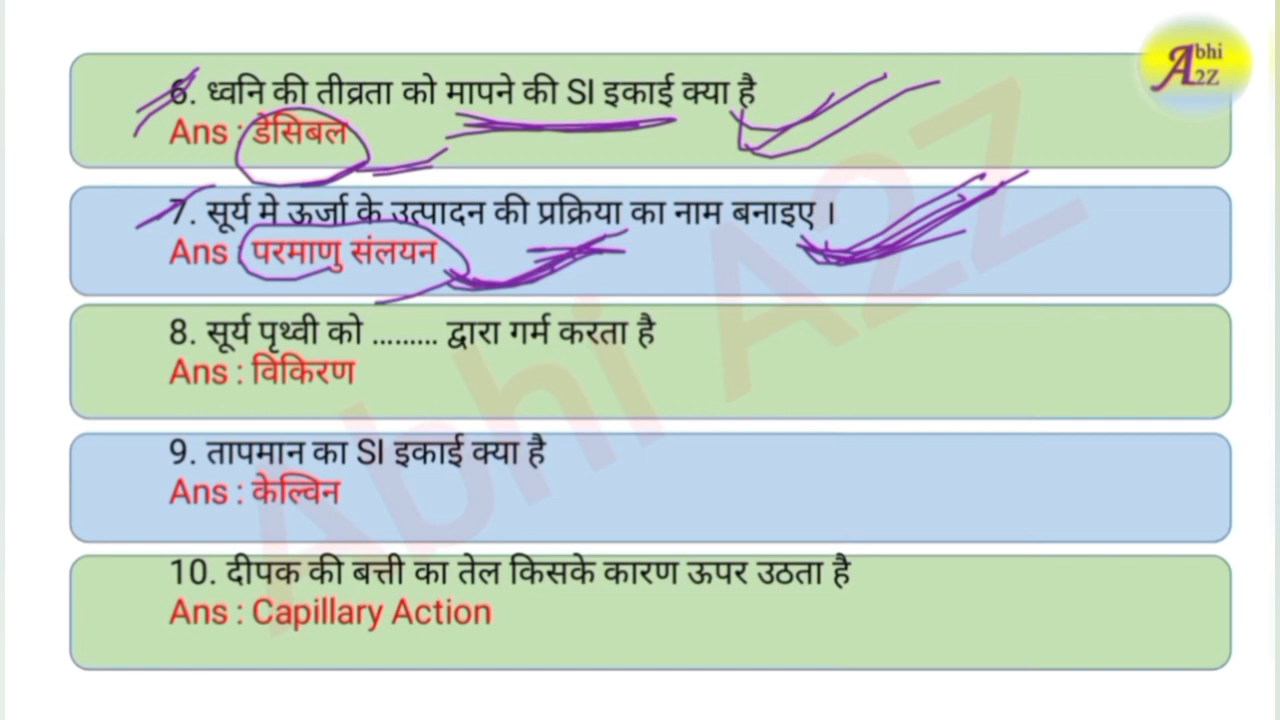 Abhi
A2Z
6. ध्वनि की तीव्रता को मापने की SI इकाई क्या है
Ans : डेसिबल
7. सूर्य मे ऊर्जा के उत्पादन की प्रक्रिया का नाम बनाइए ।
Ans : परमाणु संलयन
8. सूर्य पृथ्वी को ......... द्वारा गर्म करता है
Ans : विकिरण
9. तापमान का SI इकाई क्या है
Ans : केल्विन
10. दीपक की बत्ती का तेल किसके कारण ऊपर उठता है
Ans : Capillary Action
Abhi A2Z